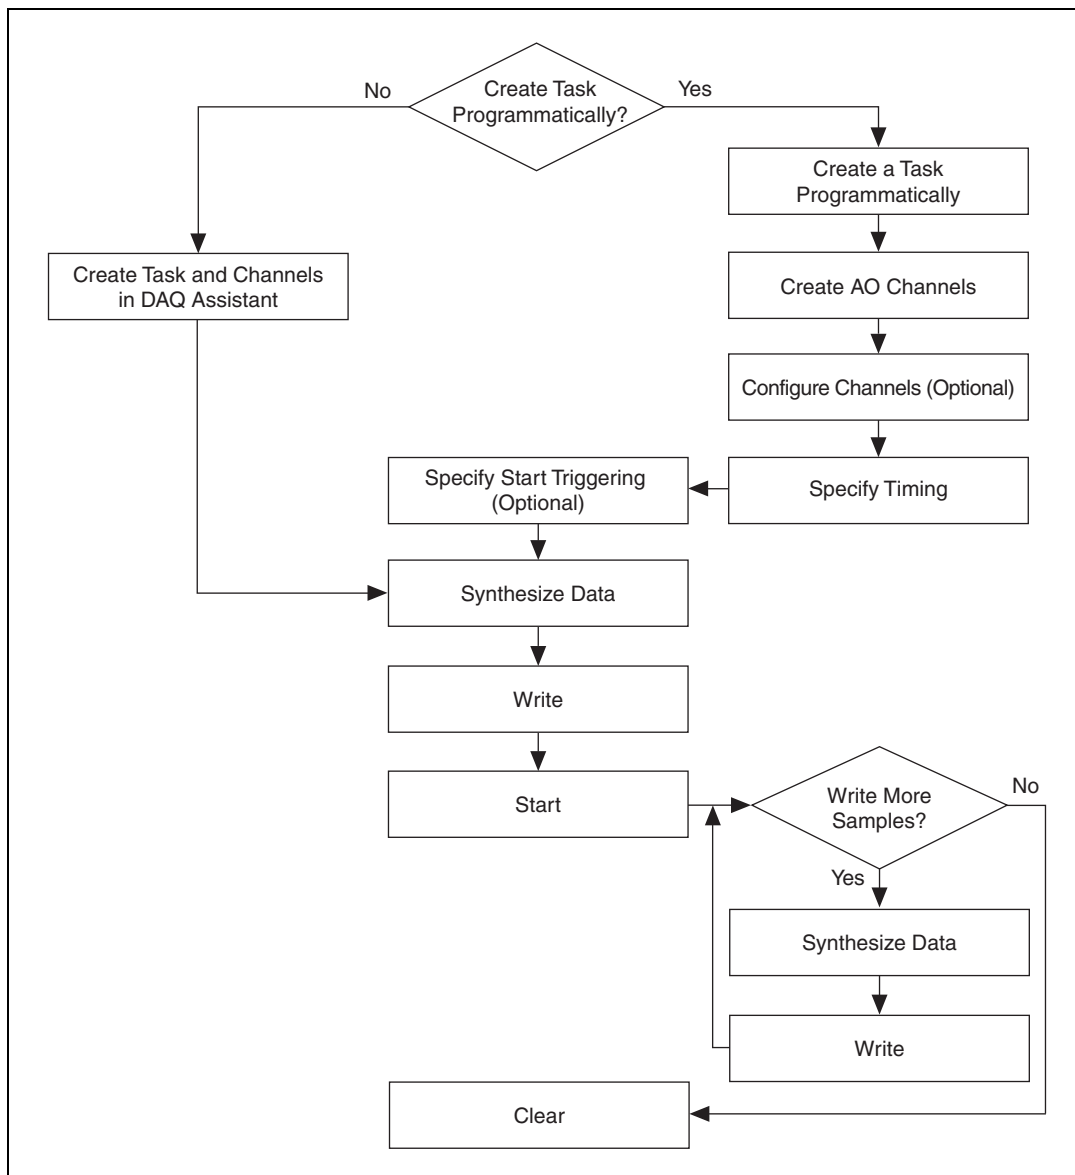 Create Task
Programmatically?
No
Yes
Create a Task
Programmatically
Create Task and Channels
in DAQ Assistant
Create AO Channels
Configure Channels (Optional)
Specify Start Triggering
(Optional)
Specify Timing
Synthesize Data
Write
Start
Write More
Samples?
No
Yes
Synthesize Data
Write
Clear